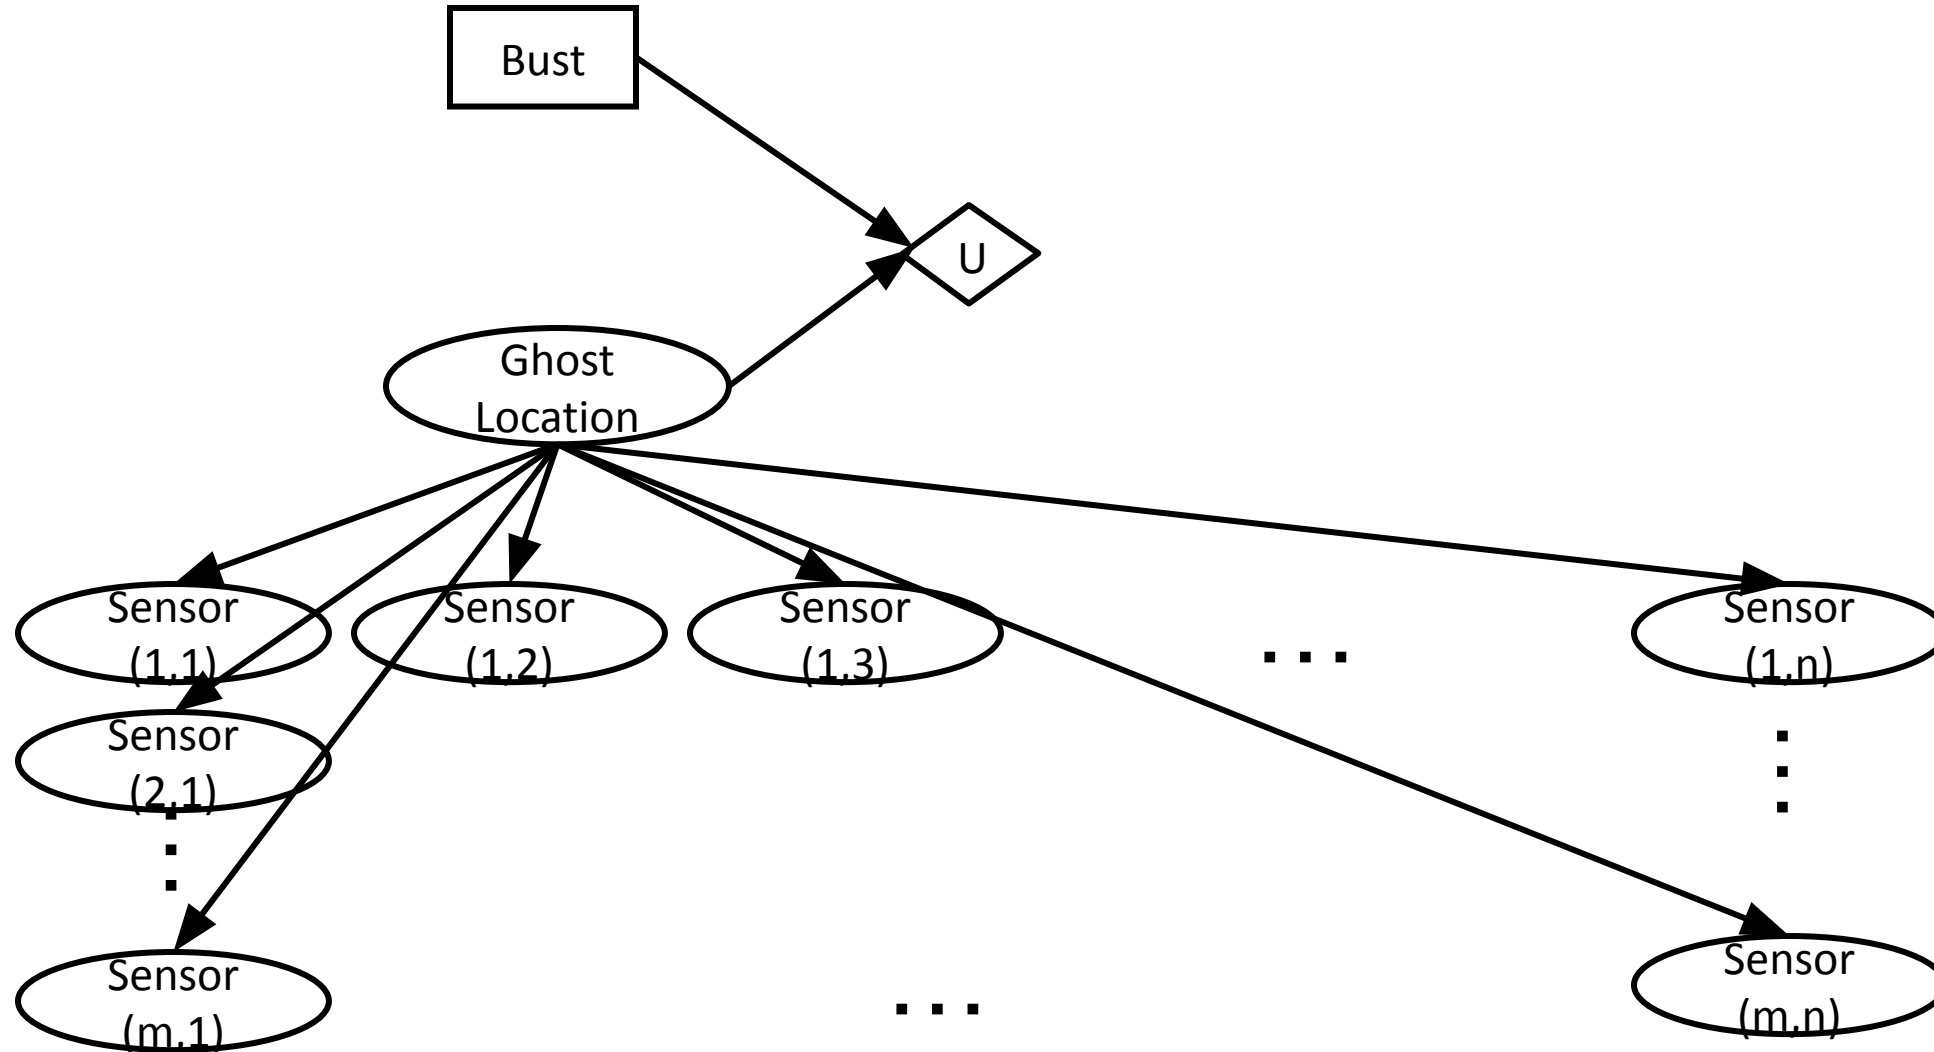 Bust
U
Ghost
Location
Sensor
(1,1)
Sensor
(1,2)
Sensor
(1,3)
. . .
Sensor
(1,n)
Sensor
(2,1)
Sensor
(m,1)
. . .
Sensor
(m,n)